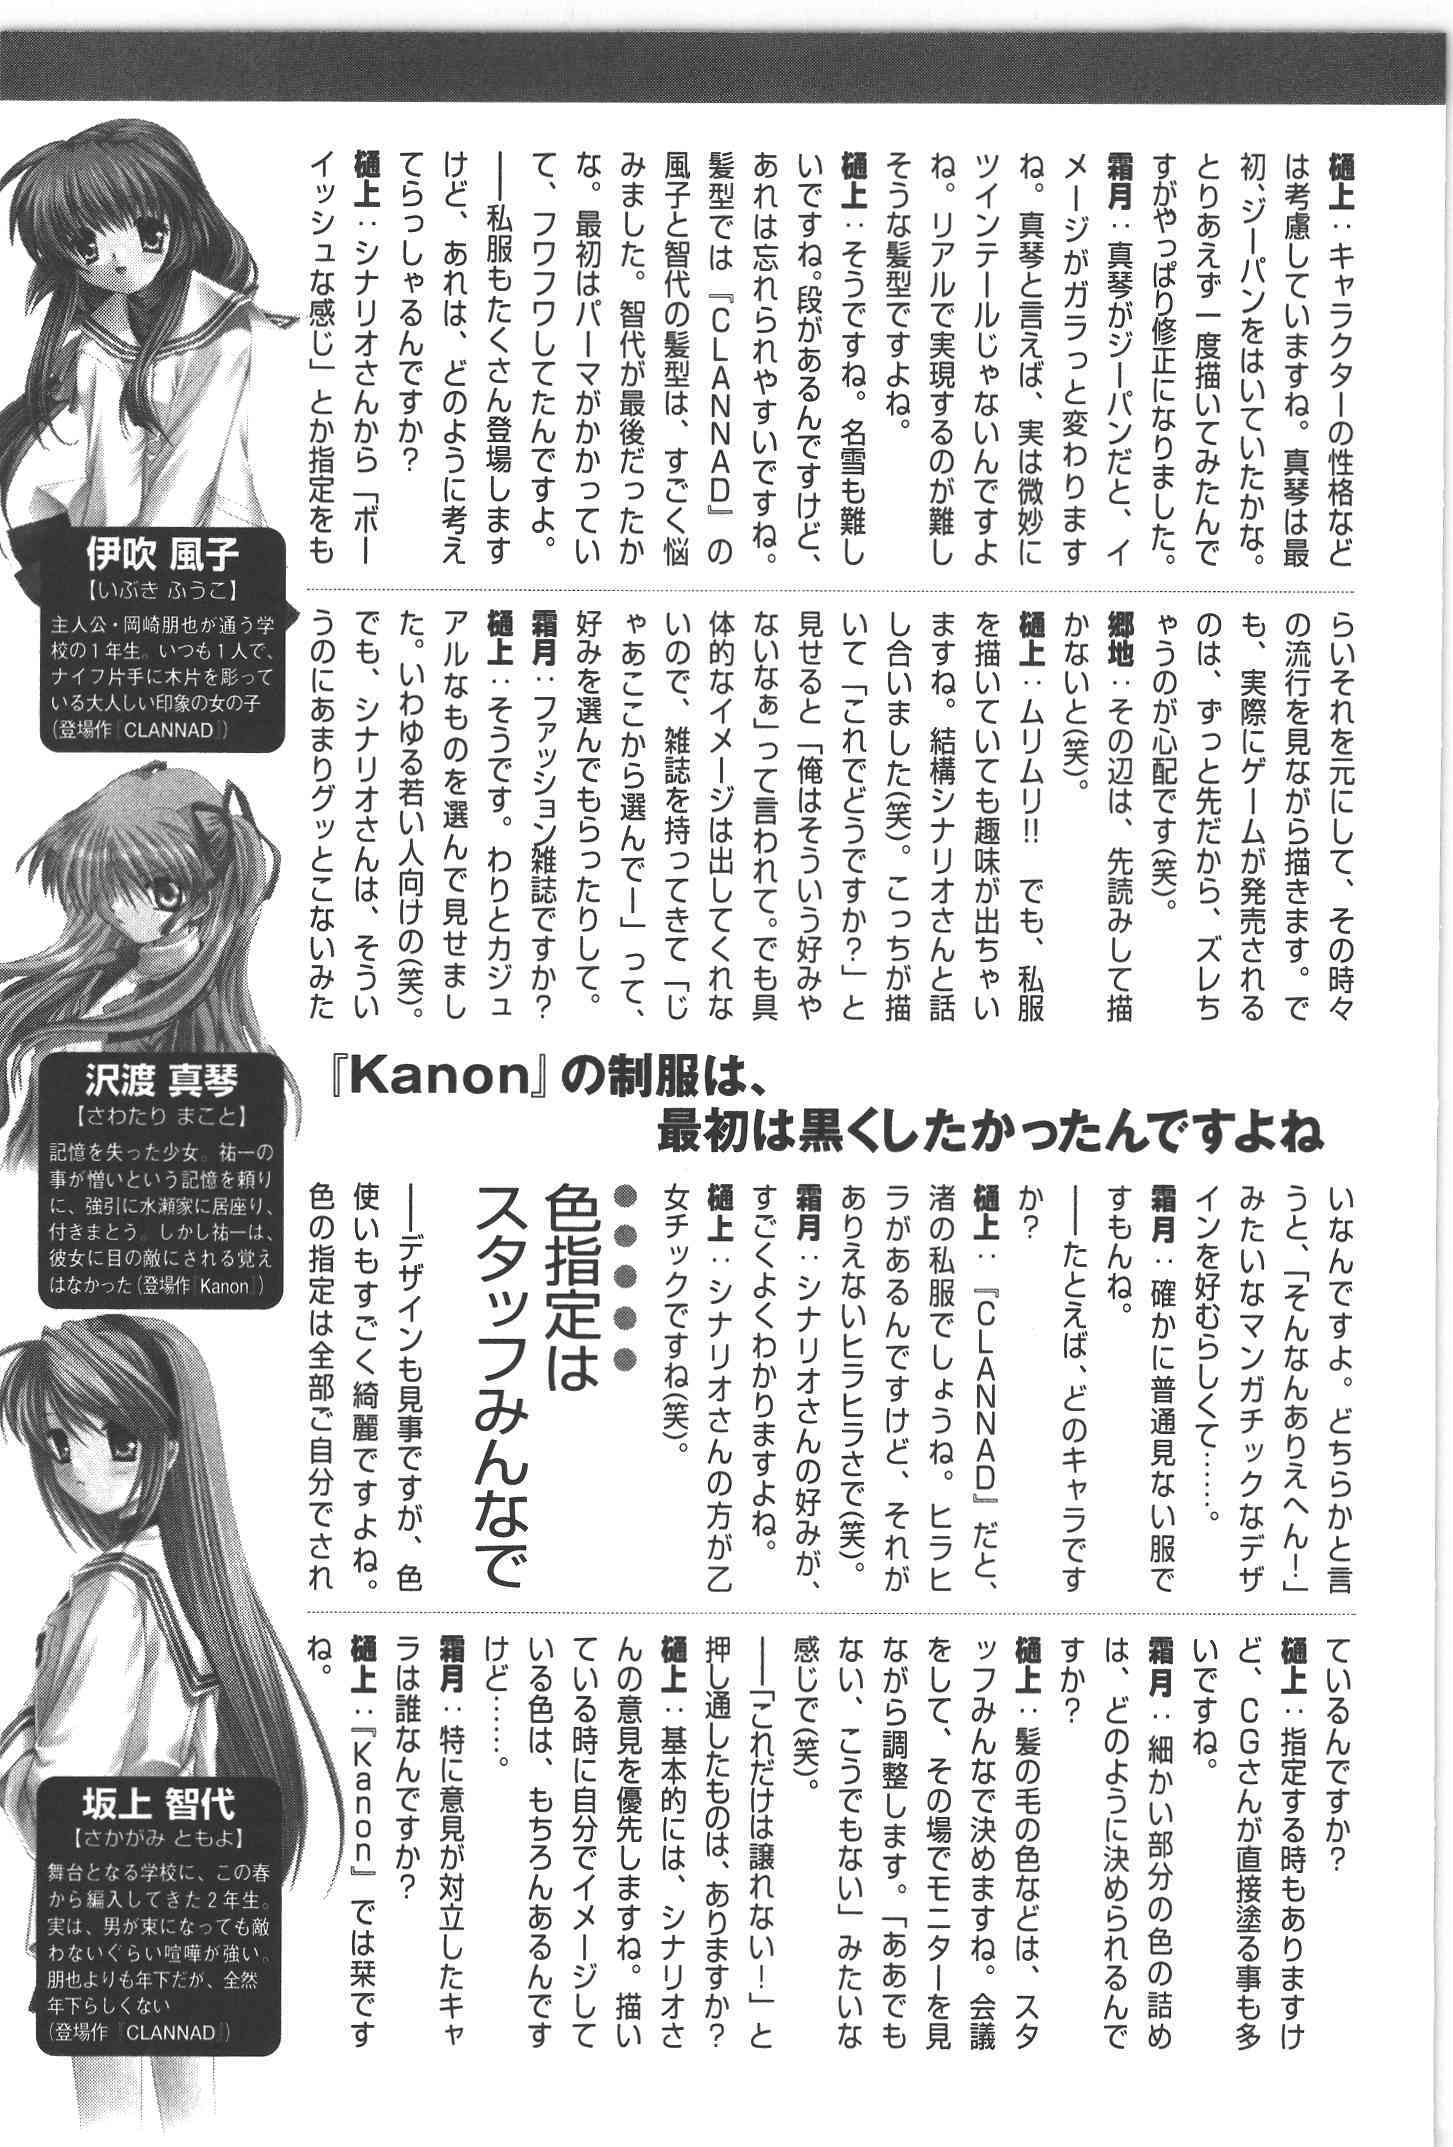 樋上：キャラクターの性格など
は考慮していますね。真琴は最
初、ジーパンをはいていたかな。
とりあえず一度描いてみたんで
すがやっぱり修正になりました。
霜月：真琴がジーパンだと、イ
メージがガラっと変わります
ね。真琴と言えば、実は微妙に
ツインテールじゃないんですよ
ね。リアルで実現するのが難し
そうな髪型ですよね。
樋上：そうですね。名雪も難し
いですね。段があるんですけど、
あれは忘れられやすいですね。
髪型では『CLANNAD』の
風子と智代の髪型は、すごく悩
みました。智代が最後だったか
な。最初はパーマがかかってい
て、フワフワしてたんですよ。
──私服もたくさん登場します
けど、あれは、どのように考え
てらっしゃるんですか？
樋上：シナリオさんから「ボー
イッシュな感じ」とか指定をも
らいそれを元にして、その時々
の流行を見ながら描きます。で
も、実際にゲームが発売される
のは、ずっと先だから、ズレち
ゃうのが心配です(笑)。
郷地：その辺は、先読みして描
かないと(笑)。
樋上：ムリムリ!!　でも、私服
を描いていても趣味が出ちゃい
ますね。結構シナリオさんと話
し合いました(笑)。こっちが描
いて「これでどうですか？」と
見せると「俺はそういう好みや
ないなぁ」って言われて。でも具
体的なイメージは出してくれな
いので、雑誌を持ってきて「じ
ゃあここから選んでー」って、
好みを選んでもらったりして。
霜月：ファッション雑誌ですか？
樋上：そうです。わりとカジュ
アルなものを選んで見せまし
た。いわゆる若い人向けの(笑)。
でも、シナリオさんは、そうい
うのにあまりグッとこないみた
『Kanon』の制服は、
最初は黒くしたかったんですよね
いなんですよ。どちらかと言
うと、「そんなんありえへん！」
みたいなマンガチックなデザ
インを好むらしくて……。
霜月：確かに普通見ない服で
すもんね。
──たとえば、どのキャラです
か？
樋上：『CLANNAD』だと、
渚の私服でしょうね。ヒラヒ
ラがあるんですけど、それが
ありえないヒラヒラさで(笑)。
霜月：シナリオさんの好みが、
すごくよくわかりますよね。
樋上：シナリオさんの方が乙
女チックですね(笑)。
色指定は
スタッフみんなで
──デザインも見事ですが、色
使いもすごく綺麗ですよね。
色の指定は全部ご自分でされ
ているんですか？
樋上：指定する時もありますけ
ど、CGさんが直接塗る事も多
いですね。
霜月：細かい部分の色の詰め
は、どのように決められるんで
すか？
樋上：髪の毛の色などは、スタ
ッフみんなで決めますね。会議
をして、その場でモニターを見
ながら調整します。「ああでも
ない、こうでもない」みたいな
感じで(笑)。
──「これだけは譲れない！」と
押し通したものは、ありますか？
樋上：基本的には、シナリオさ
んの意見を優先しますね。描い
ている時に自分でイメージして
いる色は、もちろんあるんです
けど……。
霜月：特に意見が対立したキャ
ラは誰なんですか？
樋上：『Kanon』では栞です
ね。
伊吹 風子
【いぶき ふうこ】
主人公・岡崎朋也が通う学
校の1年生。いつも1人で、
ナイフ片手に木片を彫って
いる大人しい印象の女の子
(登場作『CLANNAD』)
沢渡 真琴
【さわたり まこと】
記憶を失った少女。祐一の
事が憎いという記憶を頼り
に、強引に水瀬家に居座り、
付きまとう。しかし祐一は、
彼女に目の敵にされる覚え
はなかった(登場作『Kanon』)
坂上 智代
【さかがみ ともよ】
舞台となる学校に、この春
から編入してきた2年生。
実は、男が束になっても敵
わないぐらい喧嘩が強い。
朋也よりも年下だが、全然
年下らしくない
(登場作『CLANNAD』)